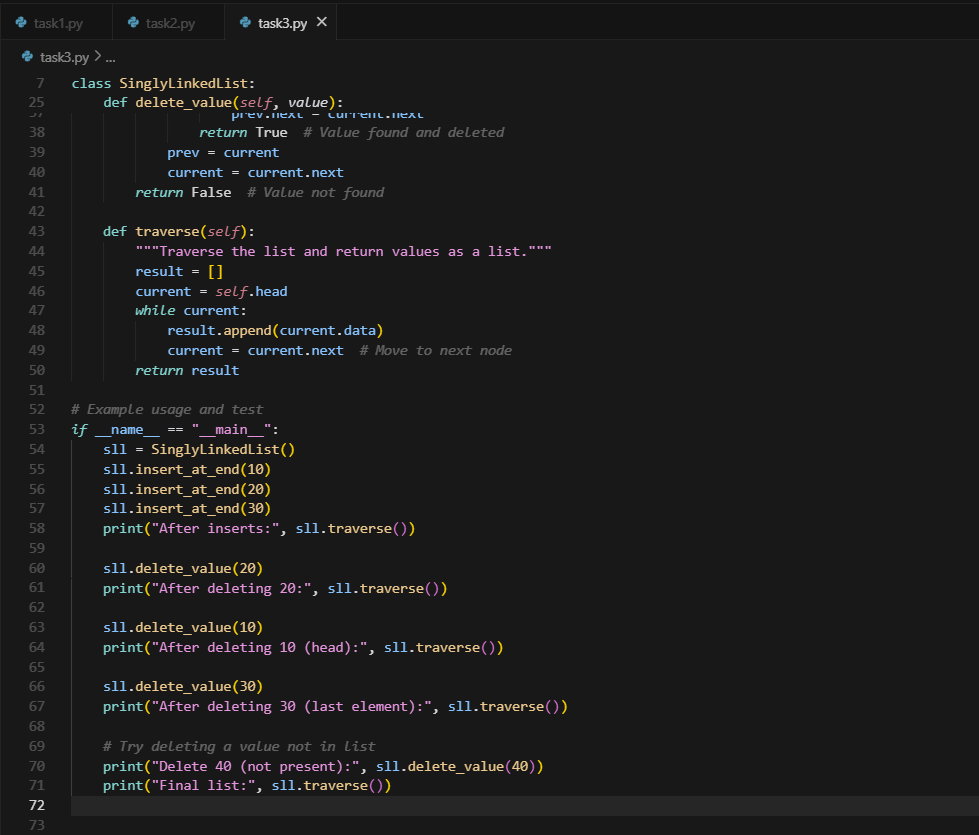 task1.py task2.py task3.py ✕
task3.py > ...
7 class SinglyLinkedList:
25     def delete_value(self, value):
37                     prev.next = current.next
38                 return True  # Value found and deleted
39             prev = current
40             current = current.next
41         return False  # Value not found
42
43     def traverse(self):
44         """Traverse the list and return values as a list."""
45         result = []
46         current = self.head
47         while current:
48             result.append(current.data)
49             current = current.next  # Move to next node
50         return result
51
52 # Example usage and test
53 if __name__ == "__main__":
54     sll = SinglyLinkedList()
55     sll.insert_at_end(10)
56     sll.insert_at_end(20)
57     sll.insert_at_end(30)
58     print("After inserts:", sll.traverse())
59
60     sll.delete_value(20)
61     print("After deleting 20:", sll.traverse())
62
63     sll.delete_value(10)
64     print("After deleting 10 (head):", sll.traverse())
65
66     sll.delete_value(30)
67     print("After deleting 30 (last element):", sll.traverse())
68
69     # Try deleting a value not in list
70     print("Delete 40 (not present):", sll.delete_value(40))
71     print("Final list:", sll.traverse())
72
73